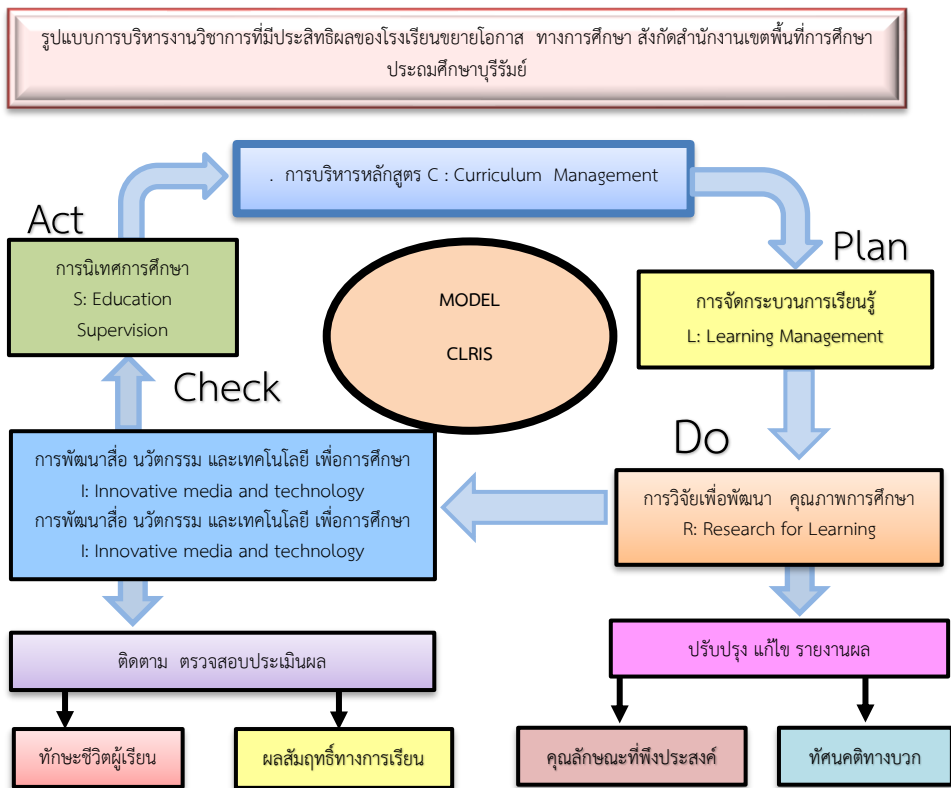 รูปแบบการบริหารงานวิชาการที่มีประสิทธิผลของโรงเรียนขยายโอกาส ทางการศึกษา สังกัดสำนักงานเขตพื้นที่การศึกษา
ประถมศึกษาบุรีรัมย์
. การบริหารหลักสูตร C : Curriculum Management
Act
Plan
การนิเทศการศึกษา
S: Education
Supervision
MODEL
CLRIS
การจัดกระบวนการเรียนรู้
L: Learning Management
Check
Do
การพัฒนาสื่อ นวัตกรรม และเทคโนโลยี เพื่อการศึกษา
I: Innovative media and technology
การพัฒนาสื่อ นวัตกรรม และเทคโนโลยี เพื่อการศึกษา
I: Innovative media and technology
การวิจัยเพื่อพัฒนา คุณภาพการศึกษา
R: Research for Learning
ติดตาม ตรวจสอบประเมินผล
ปรับปรุง แก้ไข รายงานผล
ทักษะชีวิตผู้เรียน
ผลสัมฤทธิ์ทางการเรียน
คุณลักษณะที่พึงประสงค์
ทัศนคติทางบวก